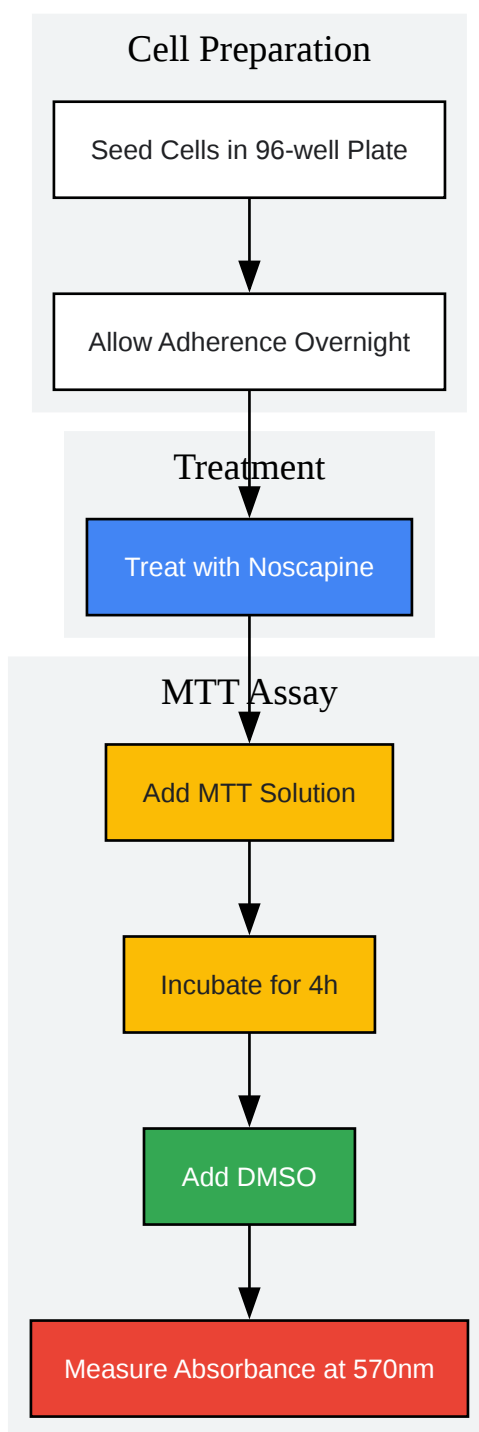 Cell Preparation
Seed Cells in 96-well Plate
Allow Adherence Overnight
Treatment
Treat with Noscapine
MTT Assay
Add MTT Solution
Incubate for 4h
Add DMSO
Measure Absorbance at 570nm